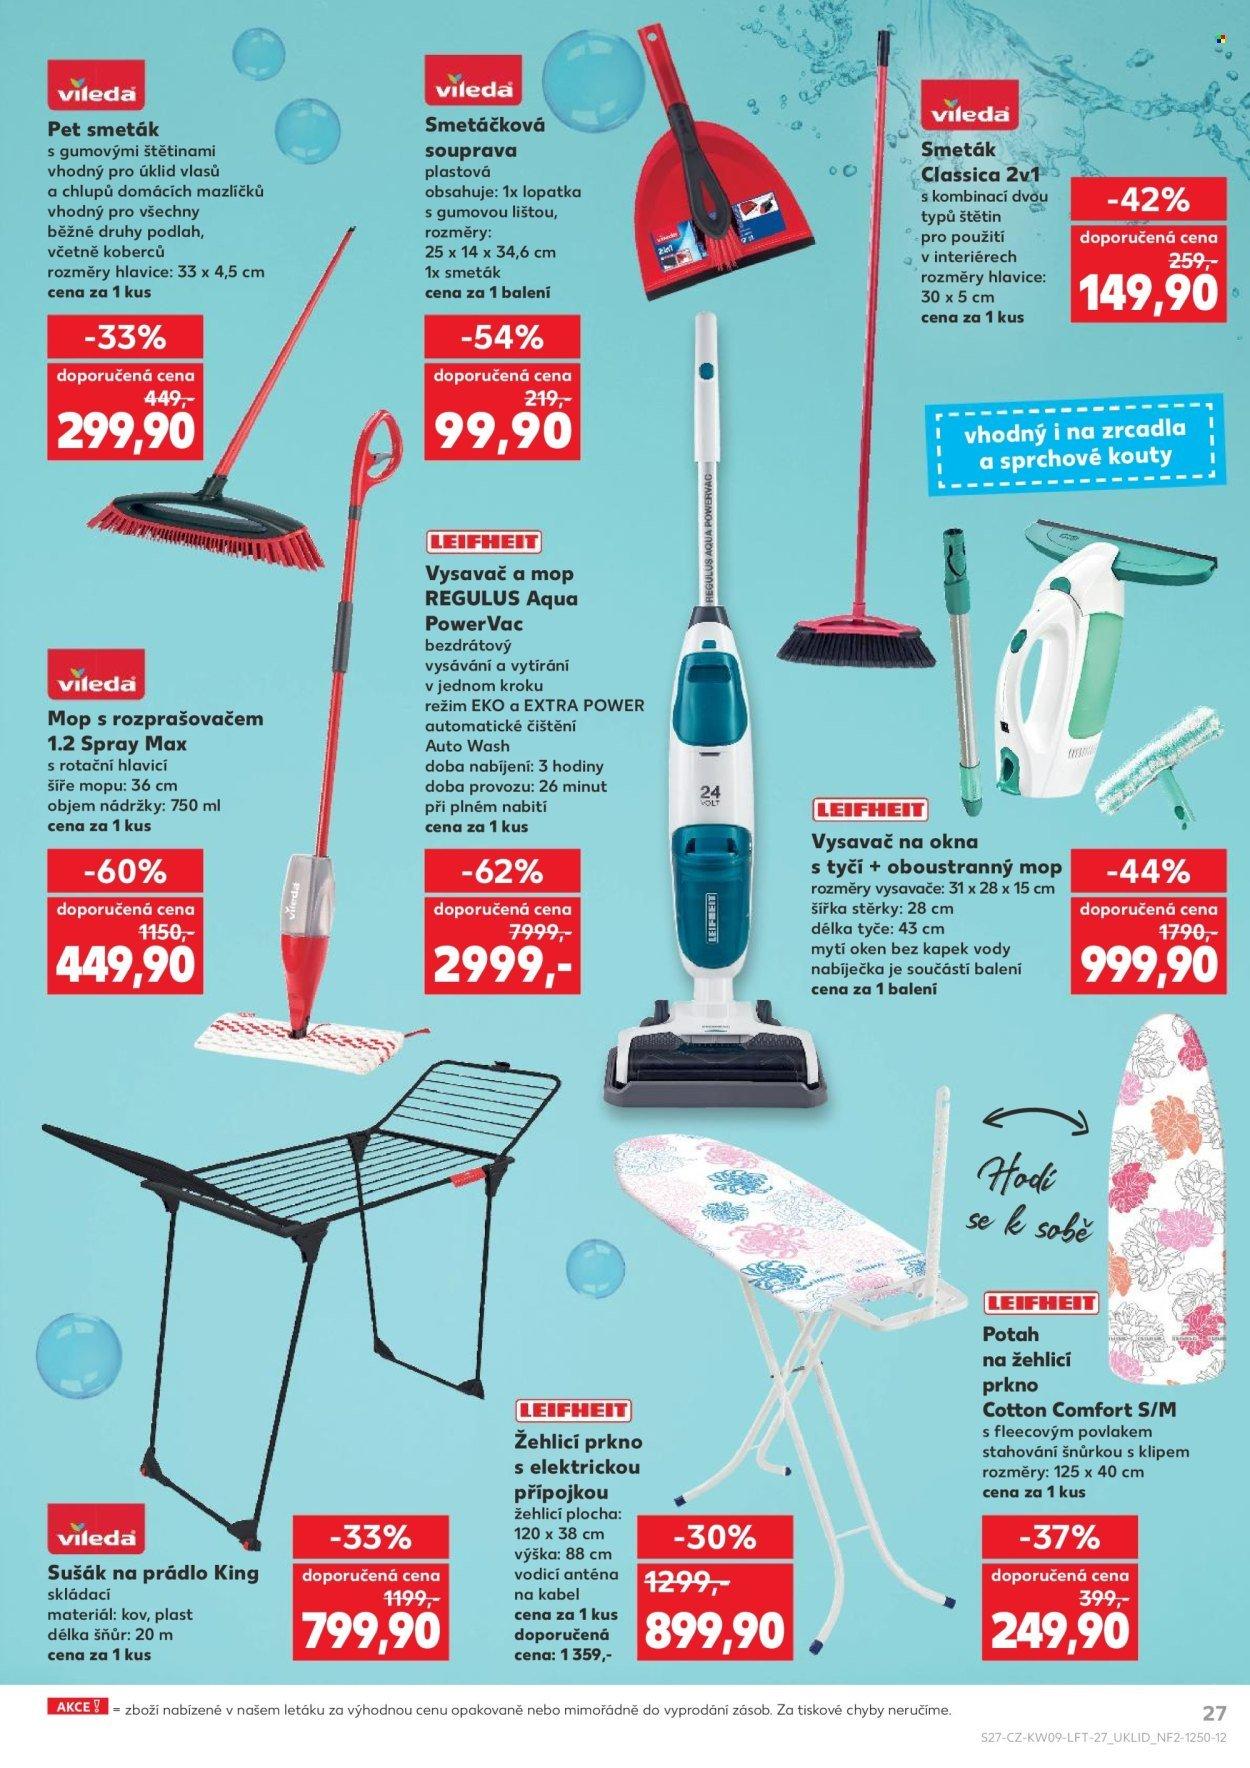 vileda
Pet smeták
s gumovými štětinami
vhodný pro úklid vlasů
a chlupů domácích mazlíčků
vhodný pro všechny
běžné druhy podlah,
včetně koberců
rozměry hlavice: 33 x 4,5 cm
cena za 1 kus
-33%
doporučená cena
449,-
299,90
vileda
Smetáčková
souprava
plastová
obsahuje: 1x lopatka
s gumovou lištou,
rozměry:
25 x 14 x 34,6 cm
1x smeták
cena za 1 balení
-54%
doporučená cena
219,-
99,90
vileda
2in1
vileda
Smeták
Classica 2v1
s kombinací dvou
typů štětin
pro použití
v interiérech
rozměry hlavice:
30 x 5 cm
cena za 1 kus
-42%
doporučená cena
259,-
149,90
vhodný i na zrcadla
a sprchové kouty
vileda
Mop s rozprašovačem
1.2 Spray Max
s rotační hlavicí
šíře mopu: 36 cm
objem nádržky: 750 ml
cena za 1 kus
-60%
doporučená cena
1150,-
449,90
vileda
LEIFHEIT
Vysavač a mop
REGULUS Aqua
PowerVac
bezdrátový
vysávání a vytírání
v jednom kroku
režim EKO a EXTRA POWER
automatické čištění
Auto Wash
doba nabíjení: 3 hodiny
doba provozu: 26 minut
při plném nabití
cena za 1 kus
-62%
doporučená cena
7999,-
2999,-
REGULUS AQUA POWERVAC
24
VOLT
LEIFHEIT
LEIFHEIT
Vysavač na okna
s tyčí + oboustranný mop
rozměry vysavače: 31 x 28 x 15 cm
šířka stěrky: 28 cm
délka tyče: 43 cm
mytí oken bez kapek vody
nabíječka je součástí balení
cena za 1 balení
-44%
doporučená cena
1790,-
999,90
Hodí
se k sobě
LEIFHEIT
Potah
na žehlicí
prkno
Cotton Comfort S/M
s fleecovým povlakem
stahování šnůrkou s klipem
rozměry: 125 x 40 cm
cena za 1 kus
-37%
doporučená cena
399,-
249,90
LEIFHEIT
Žehlicí prkno
s elektrickou
přípojkou
žehlicí plocha:
120 x 38 cm
výška: 88 cm
vodicí anténa
na kabel
cena za 1 kus
doporučená
cena: 1 359,-
-30%
1299,-
899,90
vileda
Sušák na prádlo King
skládací
materiál: kov, plast
délka šňůr: 20 m
cena za 1 kus
-33%
doporučená cena
1199,-
799,90
AKCE! = zboží nabízené v našem letáku za výhodnou cenu opakovaně nebo mimořádně do vyprodání zásob. Za tiskové chyby neručíme.
27
S27-CZ-KW09-LFT-27_UKLID_NF2-1250-12